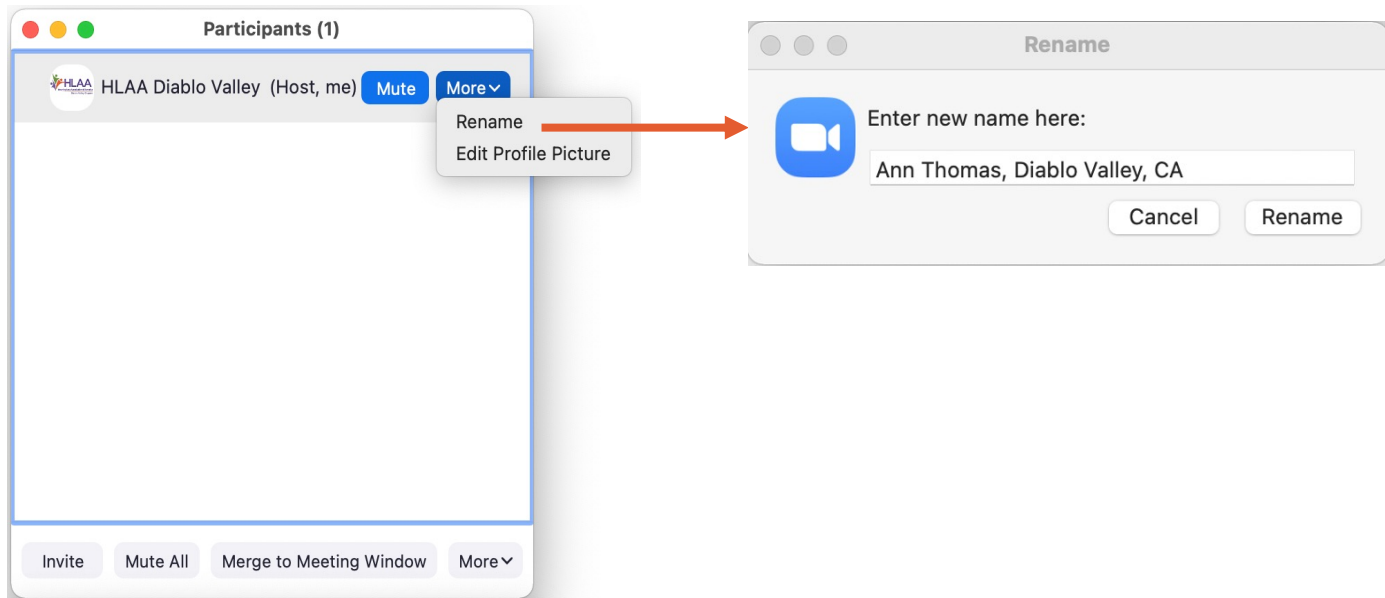 Participants (1)
HLAA
HLAA Diablo Valley (Host, me)
Mute
More
Rename
Edit Profile Picture
Invite
Mute All
Merge to Meeting Window
More
Rename
Enter new name here:
Ann Thomas, Diablo Valley, CA
Cancel
Rename